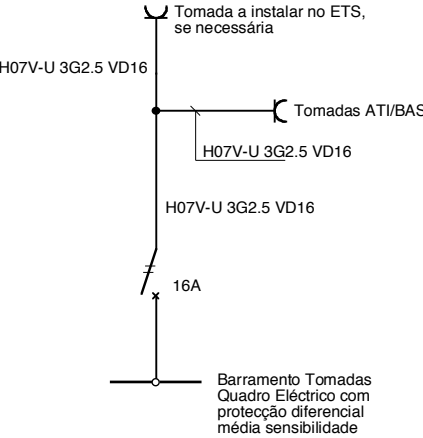 Tomada a instalar no ETS,
se necessária
H07V-U 3G2.5 VD16
Tomadas ATI/BAS
H07V-U 3G2.5 VD16
H07V-U 3G2.5 VD16
16A
Barramento Tomadas
Quadro Eléctrico com
protecção diferencial
média sensibilidade